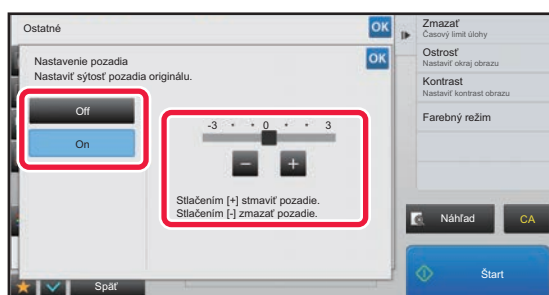 Ostatné
OK
Nastavenie pozadia
Nastaviť sýtosť pozadia originálu.
OK
Off
On
-3 • • 0 • • 3
−
+
Stlačením [+] stmaviť pozadie.
Stlačením [-] zmazať pozadie.
Späť
Zmazať
Časový limit úlohy
Ostrosť
Nastaviť okraj obrazu
Kontrast
Nastaviť kontrast obrazu
Farebný režim
Náhľad
CA
Štart